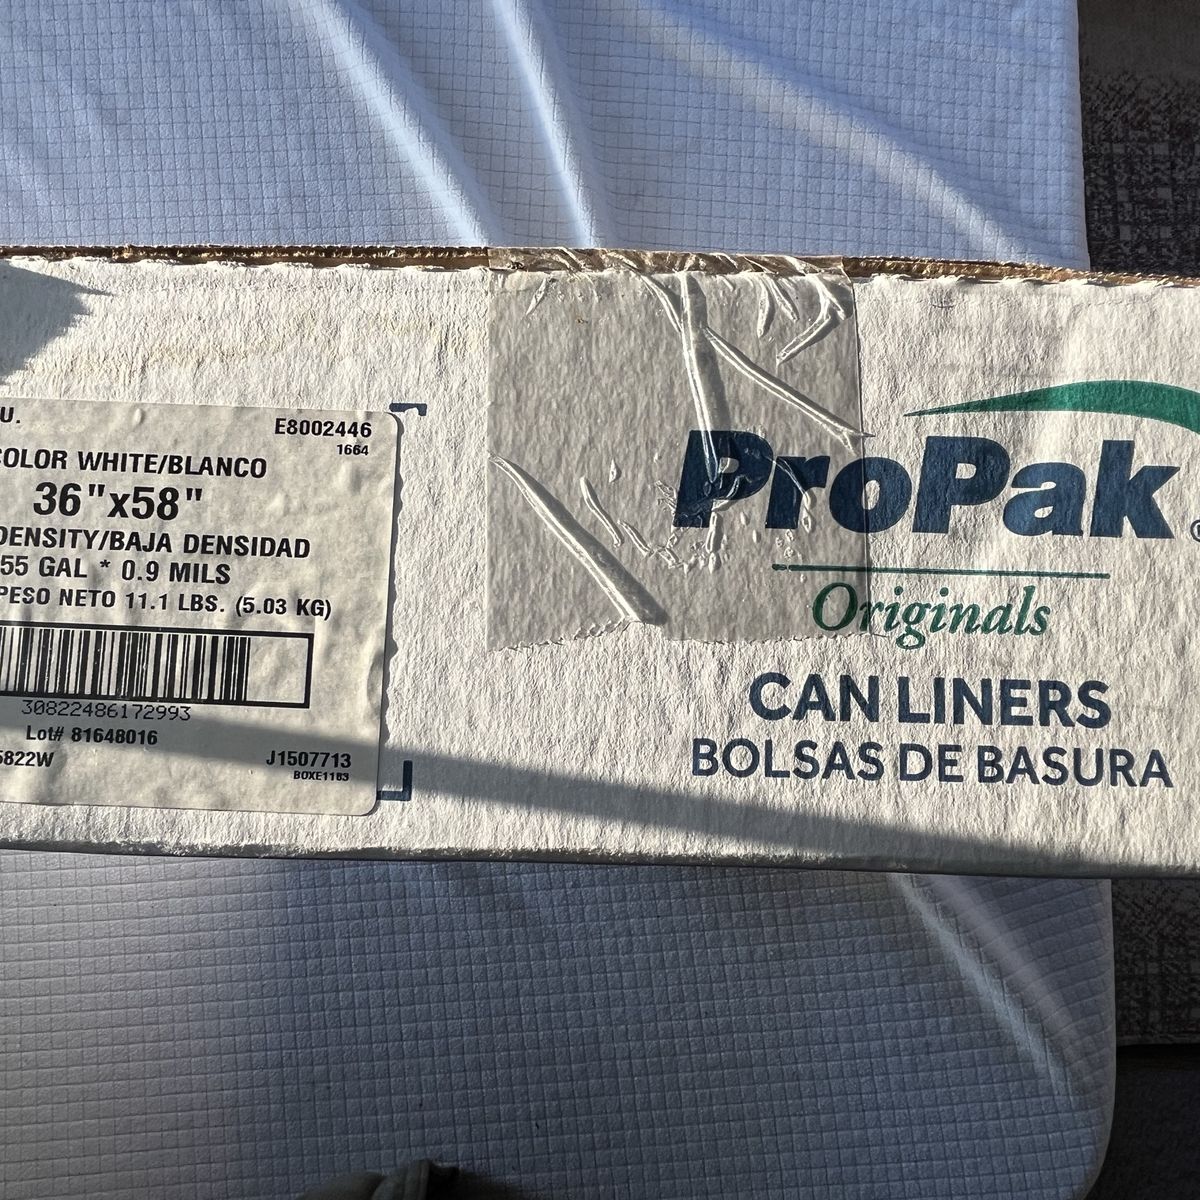 U.
E8002446
1664
COLOR WHITE/BLANCO
36"x58"
DENSITY/BAJA DENSIDAD
55 GAL * 0.9 MILS
PESO NETO 11.1 LBS. (5.03 KG)
30822486172993
Lot# 81648016
5822W
J1507713
BOXE1163
ProPak®
Originals
CAN LINERS
BOLSAS DE BASURA